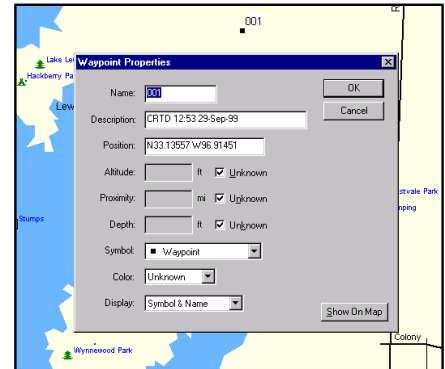 R
001
Lake Le
Hackberry Pa
Lew
Waypoint Properties
Name: 001
OK
Description: CRTD 12:53 29-Sep-99
Cancel
Position: N33.13557 W96.91451
Altitude: ft Unknown
Proximity: mi Unknown
stvale Park
mping
Depth: ft Unknown
Stumps
Symbol: Waypoint
Color: Unknown
Display: Symbol & Name
Show On Map
Colony
Wynnewood Park